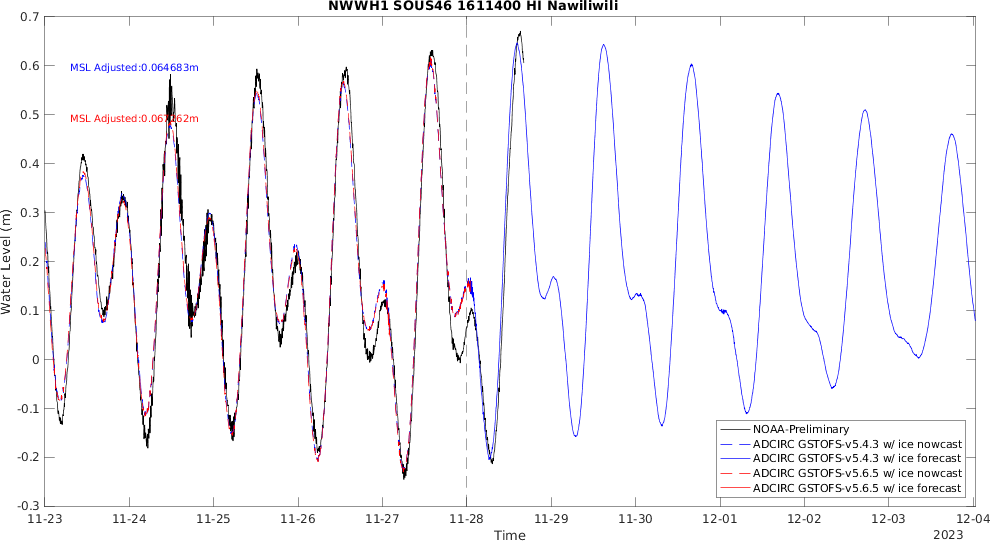 NWWH1 SOUS46 1611400 HI Nawiliwili
0.7
0.6
0.5
0.4
0.3
0.2
0.1
0
-0.1
-0.2
-0.3
Water Level (m)
MSL Adjusted:0.064683m
MSL
NOAA-Preliminary
ADCIRC GSTOFS-v5.4.3 w/ ice nowcast
ADCIRC GSTOFS-v5.4.3 w/ ice forecast
ADCIRC GSTOFS-v5.6.5 w/ ice nowcast
ADCIRC GSTOFS-v5.6.5 w/ ice forecast
11-23 11-24 11-25 11-26 11-27 11-28 11-29 11-30 12-01 12-02 12-03 12-04
Time
2023